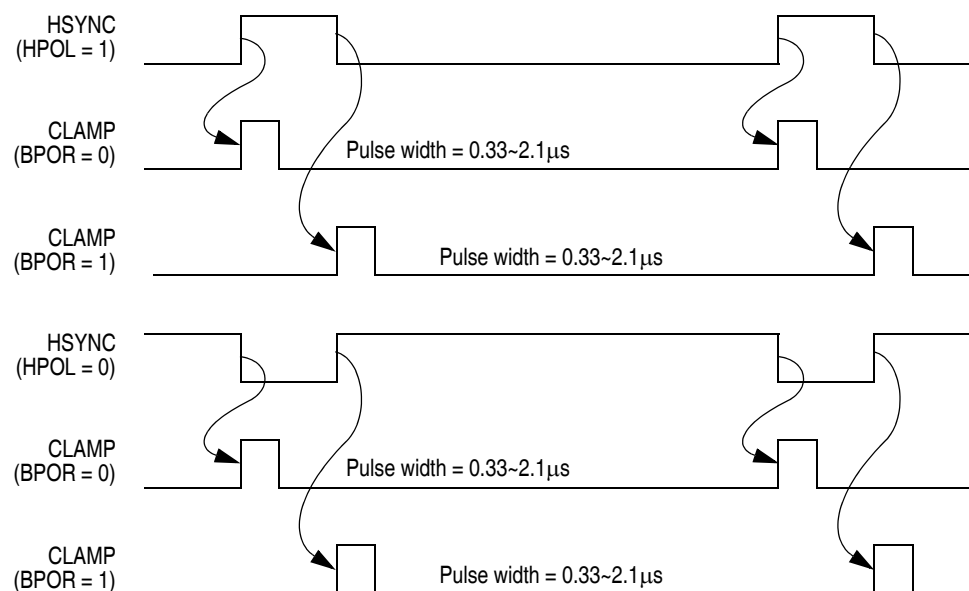 HSYNC
(HPOL = 1)
CLAMP
(BPOR = 0)
Pulse width = 0.33~2.1µs
CLAMP
(BPOR = 1)
Pulse width = 0.33~2.1µs
HSYNC
(HPOL = 0)
CLAMP
(BPOR = 0)
Pulse width = 0.33~2.1µs
CLAMP
(BPOR = 1)
Pulse width = 0.33~2.1µs